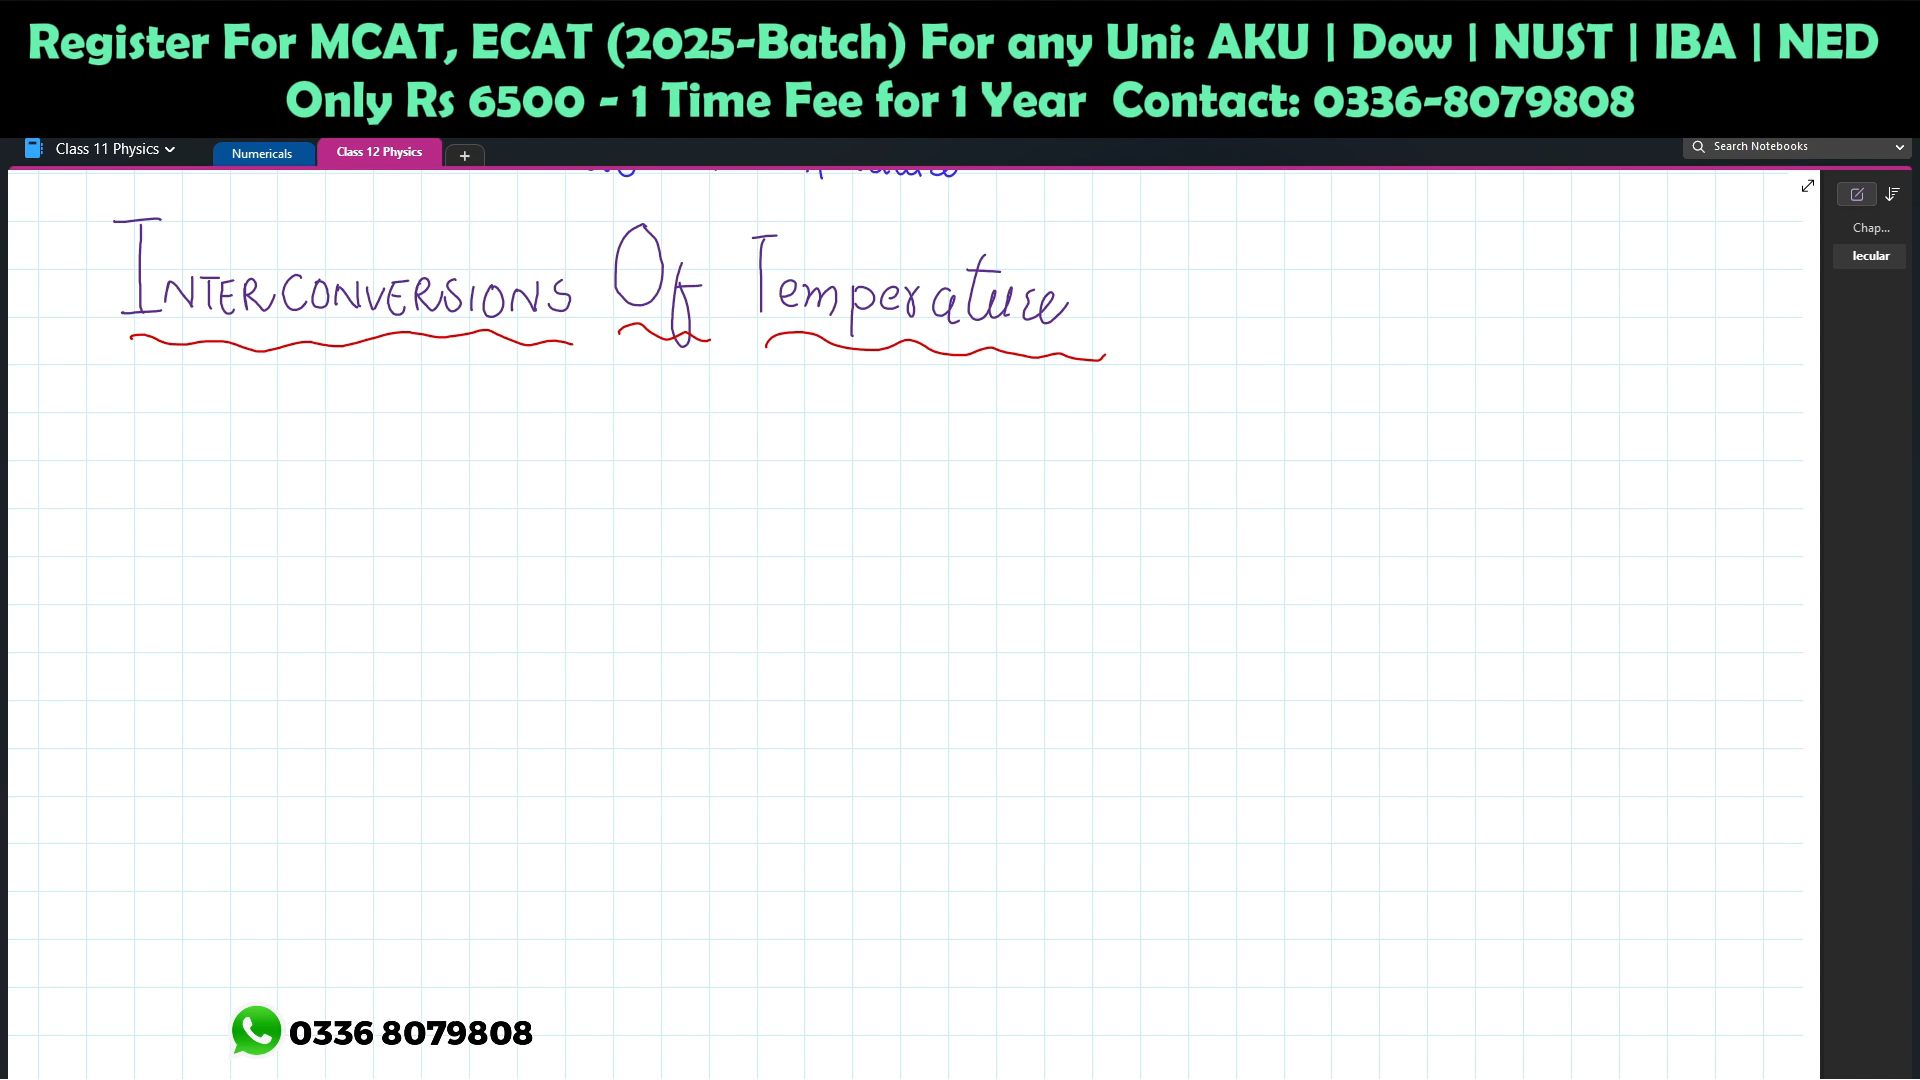 Register For MCAT, ECAT (2025-Batch) For any Uni: AKU | Dow | NUST | IBA | NED
Only Rs 6500 - 1 Time Fee for 1 Year Contact: 0336-8079808
Class 11 Physics
Numericals
Class 12 Physics
+
Search Notebooks
Chap...
lecular
INTERCONVERSIONS Of Temperature
0336 8079808